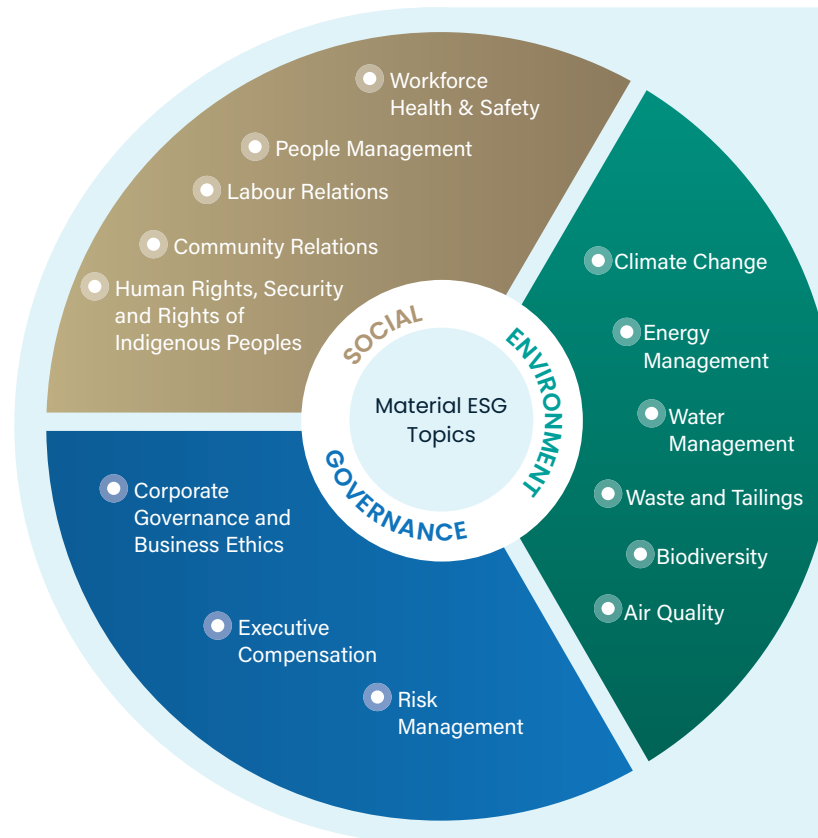 Workforce
Health & Safety
People Management
Labour Relations
Community Relations
Human Rights, Security
and Rights of
Indigenous Peoples
SOCIAL
ENVIRONMENT
GOVERNANCE
Material ESG
Topics
Climate Change
Energy
Management
Water
Management
Waste and Tailings
Biodiversity
Air Quality
Corporate
Governance and
Business Ethics
Executive
Compensation
Risk
Management